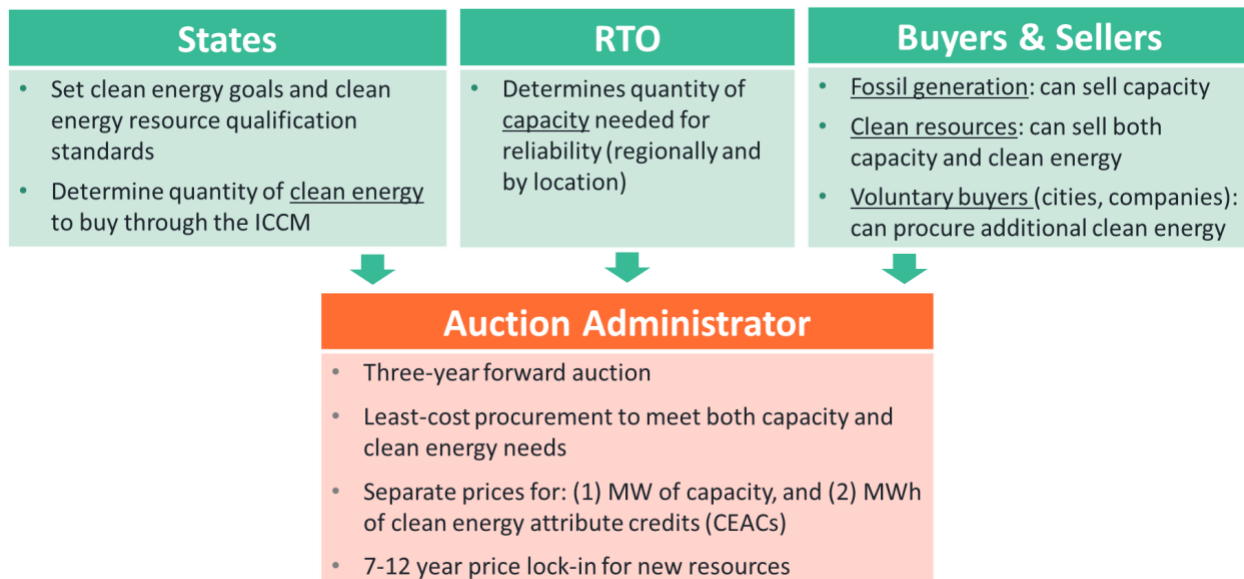 States
• Set clean energy goals and clean
energy resource qualification
standards
• Determine quantity of clean energy
to buy through the ICCM
RTO
• Determines quantity of
capacity needed for
reliability (regionally and
by location)
Buyers & Sellers
• Fossil generation: can sell capacity
• Clean resources: can sell both
capacity and clean energy
• Voluntary buyers (cities, companies):
can procure additional clean energy
Auction Administrator
• Three-year forward auction
• Least-cost procurement to meet both capacity and
clean energy needs
• Separate prices for: (1) MW of capacity, and (2) MWh
of clean energy attribute credits (CEACs)
• 7-12 year price lock-in for new resources